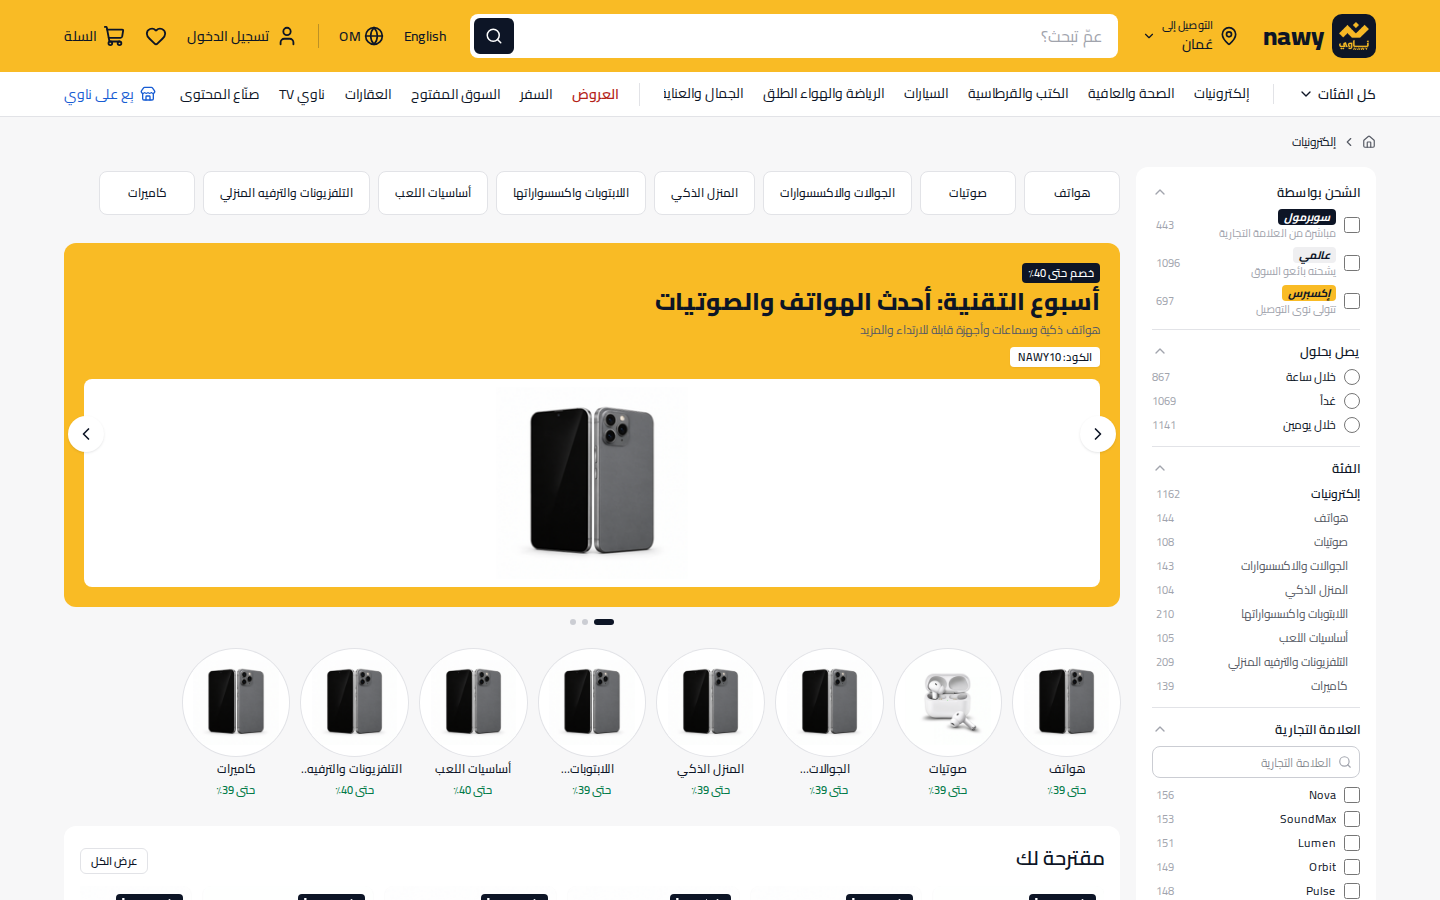 ناوي
NAWY
nawy
التوصيل إلى
عُمان
عمّ تبحث؟
English
OM
تسجيل الدخول
السلة
كل الفئات
إلكترونيات
الصحة والعافية
الكتب والقرطاسية
السيارات
الرياضة والهواء الطلق
الجمال والعناية
العروض
السفر
السوق المفتوح
العقارات
ناوي TV
صنّاع المحتوى
بع على ناوي
إلكترونيات
الشحن بواسطة
سوبرمول
443
مباشرة من العلامة التجارية
عالمي
1096
يشحنه بائعو السوق
إكسبرس
697
تتولى نوي التوصيل
يصل بحلول
خلال ساعة
867
غداً
1069
خلال يومين
1141
الفئة
إلكترونيات
1162
هواتف
144
صوتيات
108
الجوالات والاكسسوارات
143
المنزل الذكي
104
اللابتوبات واكسسواراتها
210
أساسيات اللعب
105
التلفزيونات والترفيه المنزلي
209
كاميرات
139
العلامة التجارية
العلامة التجارية
Nova
156
SoundMax
153
Lumen
151
Orbit
149
Pulse
148
هواتف
صوتيات
الجوالات والاكسسوارات
المنزل الذكي
اللابتوبات واكسسواراتها
أساسيات اللعب
التلفزيونات والترفيه المنزلي
كاميرات
خصم حتى 40٪
أسبوع التقنية: أحدث الهواتف والصوتيات
هواتف ذكية وسماعات وأجهزة قابلة للارتداء والمزيد
الكود: NAWY10
هواتف
حتى 39٪
صوتيات
حتى 39٪
الجوالات...
حتى 39٪
المنزل الذكي
حتى 39٪
اللابتوبات...
حتى 39٪
أساسيات اللعب
حتى 40٪
التلفزيونات والترفيه..
حتى 40٪
كاميرات
حتى 39٪
مقترحة لك
عرض الكل